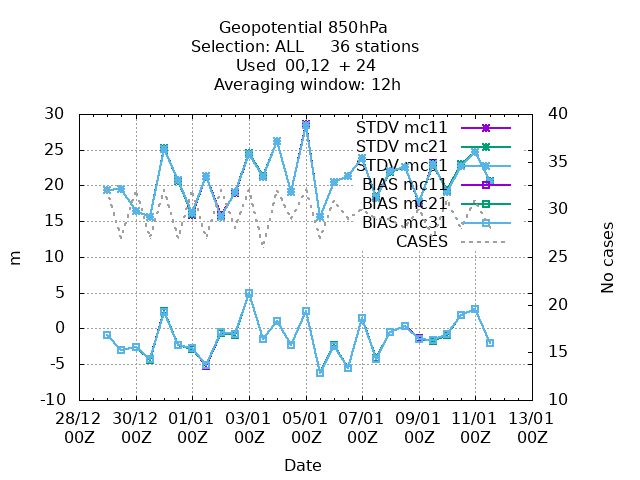 Geopotential 850hPa
Selection: ALL 36 stations
Used 00,12 + 24
Averaging window: 12h
30
25
20
15
10
5
0
-5
-10
m
40
35
30
25
20
15
10
No cases
STDV mc11
STDV mc21
STDV mc31
BIAS mc11
BIAS mc21
BIAS mc31
CASES
28/12 30/12 01/01 03/01 05/01 07/01 09/01 11/01 13/01
00Z 00Z 00Z 00Z 00Z 00Z 00Z 00Z 00Z
Date